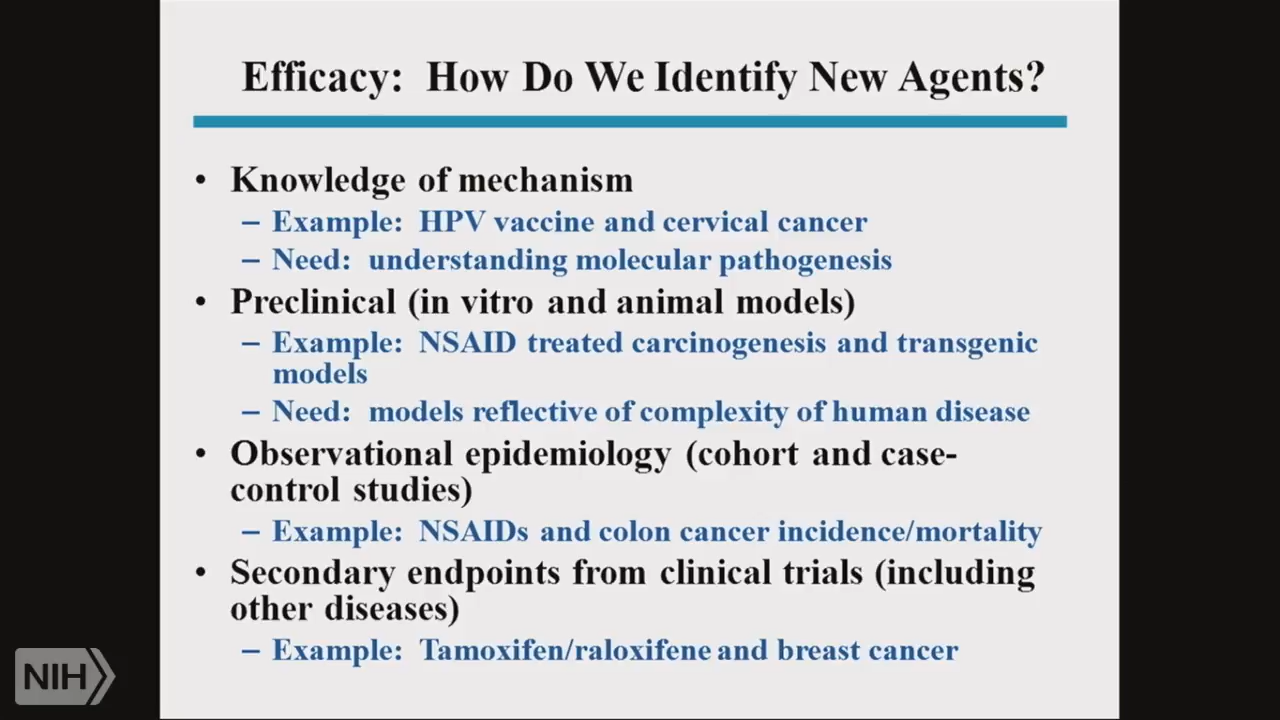 Efficacy: How Do We Identify New Agents?
• Knowledge of mechanism
– Example: HPV vaccine and cervical cancer
– Need: understanding molecular pathogenesis
• Preclinical (in vitro and animal models)
– Example: NSAID treated carcinogenesis and transgenic
models
– Need: models reflective of complexity of human disease
• Observational epidemiology (cohort and case-
control studies)
– Example: NSAIDs and colon cancer incidence/mortality
• Secondary endpoints from clinical trials (including
other diseases)
– Example: Tamoxifen/raloxifene and breast cancer
NIH